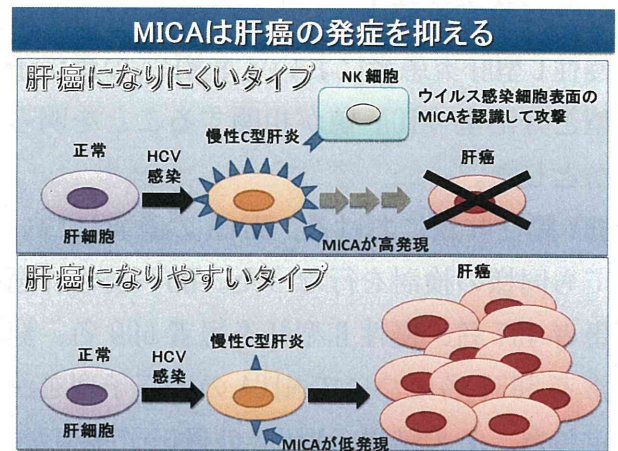 MICAは肝癌の発症を抑える
肝癌になりにくいタイプ
NK 細胞
ウイルス感染細胞表面の
MICAを認識して攻撃
慢性C型肝炎
正常
HCV
感染
肝癌
肝細胞
MICAが高発現
肝癌になりやすいタイプ
肝癌
慢性C型肝炎
正常
HCV
感染
肝細胞
MICAが低発現